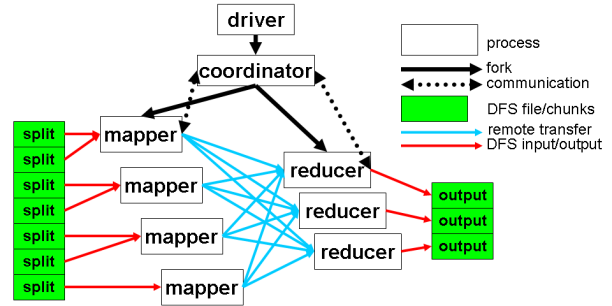 driver
coordinator
mapper
mapper
mapper
mapper
reducer
reducer
reducer
split
split
split
split
split
split
split
output
output
output
process
fork
communication
DFS file/chunks
remote transfer
DFS input/output